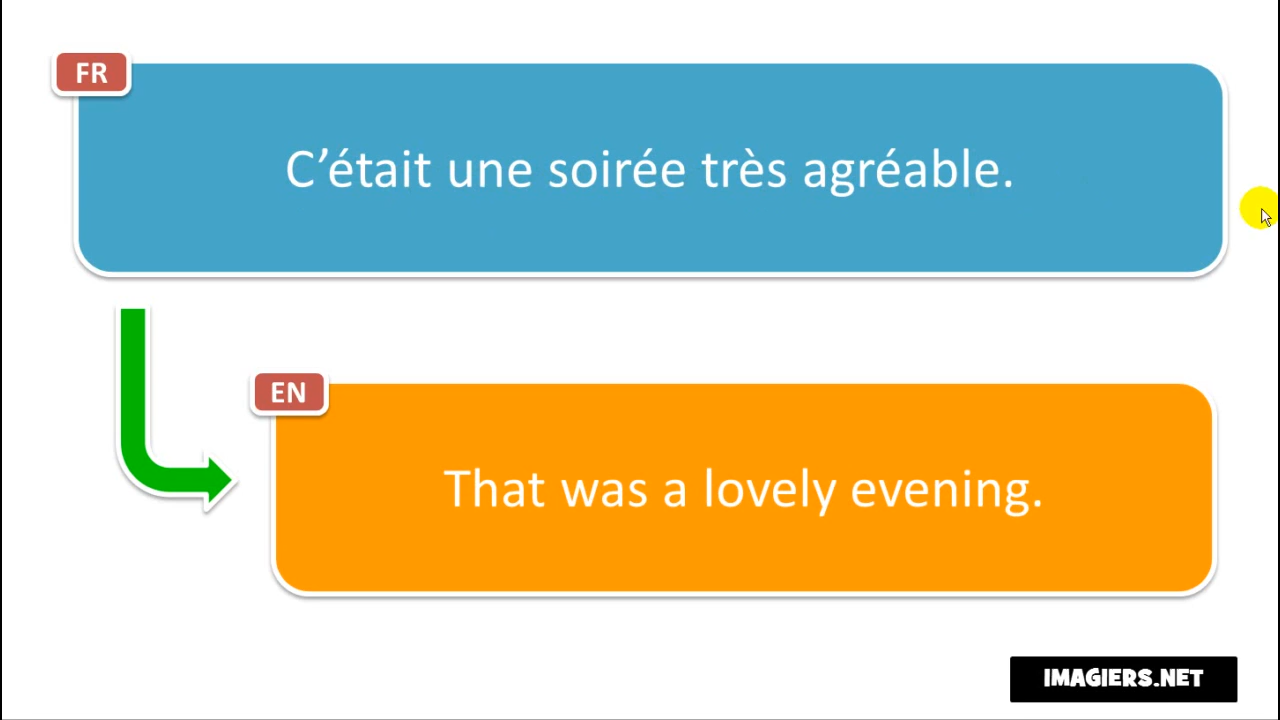 FR
C’était une soirée très agréable.
EN
That was a lovely evening.
IMAGIERS.NET